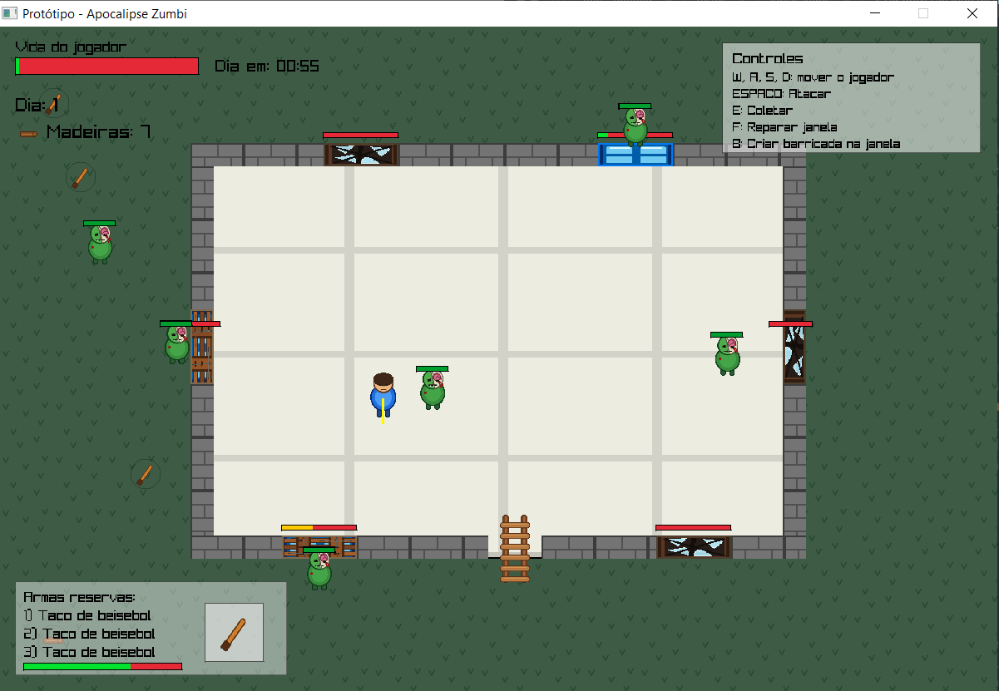 Protótipo - Apocalipse Zumbi
Vida do jogador
Dia em: 00:55
Dia: 1
Madeiras: 7
Controles
W, A, S, D: mover o jogador
ESPACO: Atacar
E: Coletar
F: Reparar janela
B: Criar barricada na janela
Armas reservas:
1) Taco de beisebol
2) Taco de beisebol
3) Taco de beisebol